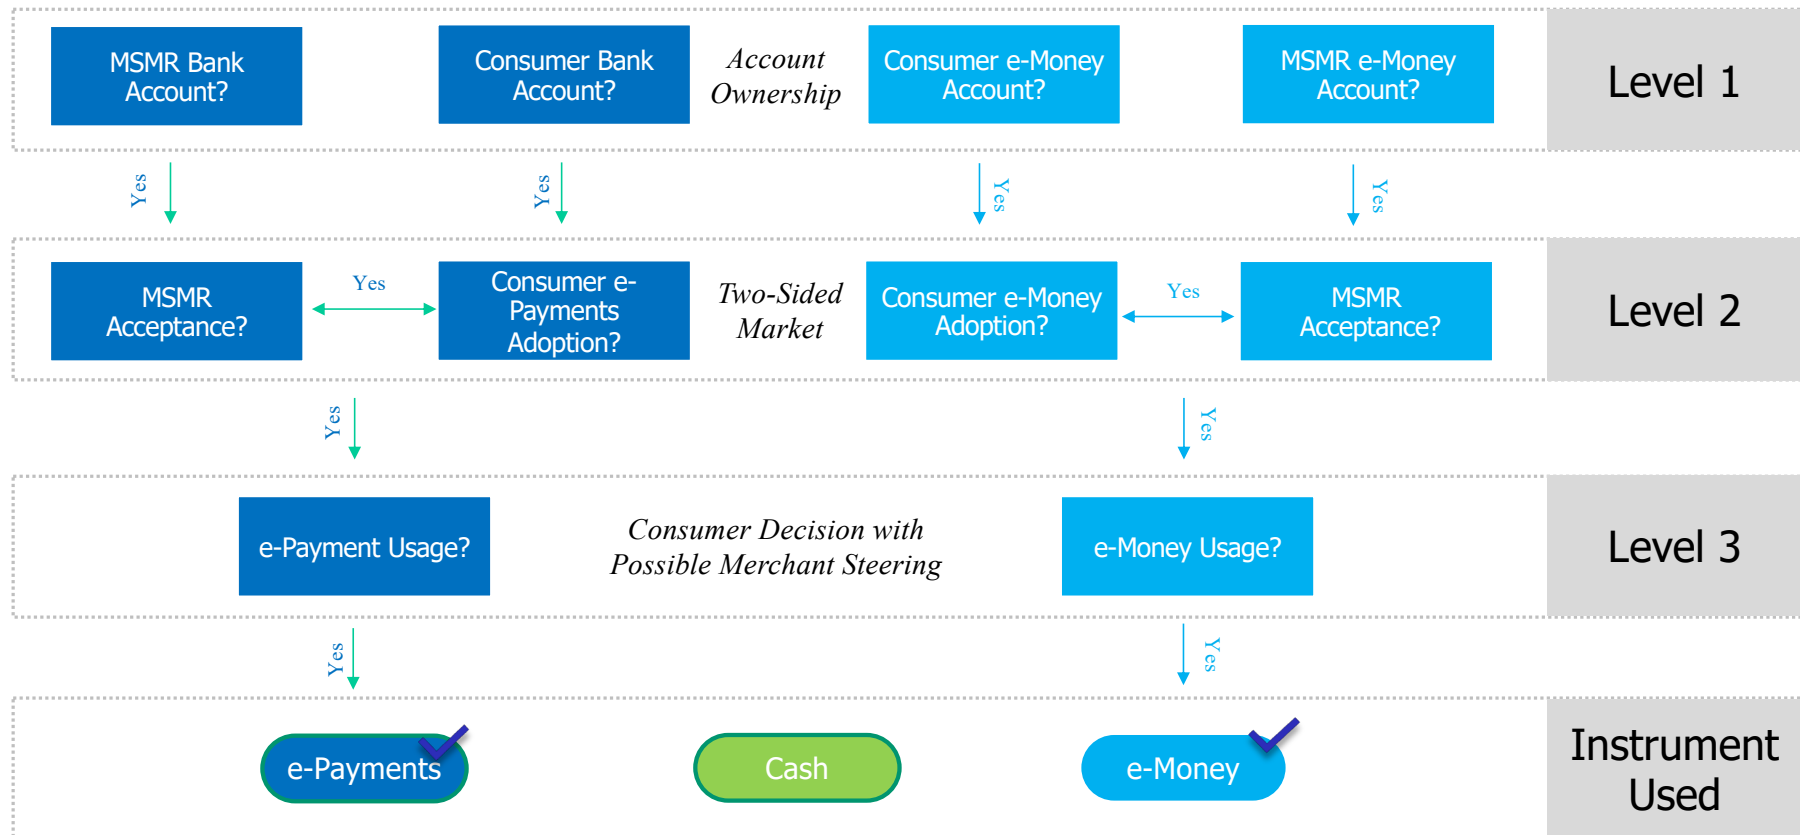 MSMR Bank
Account?
Consumer Bank
Account?
Account
Ownership
Consumer e-Money
Account?
MSMR e-Money
Account?
Level 1
Yes
Yes
Yes
Yes
MSMR
Acceptance?
Yes
Consumer e-
Payments
Adoption?
Two-Sided
Market
Consumer e-Money
Adoption?
Yes
MSMR
Acceptance?
Level 2
Yes
Yes
e-Payment Usage?
Consumer Decision with
Possible Merchant Steering
e-Money Usage?
Level 3
Yes
Yes
e-Payments
Cash
e-Money
Instrument
Used